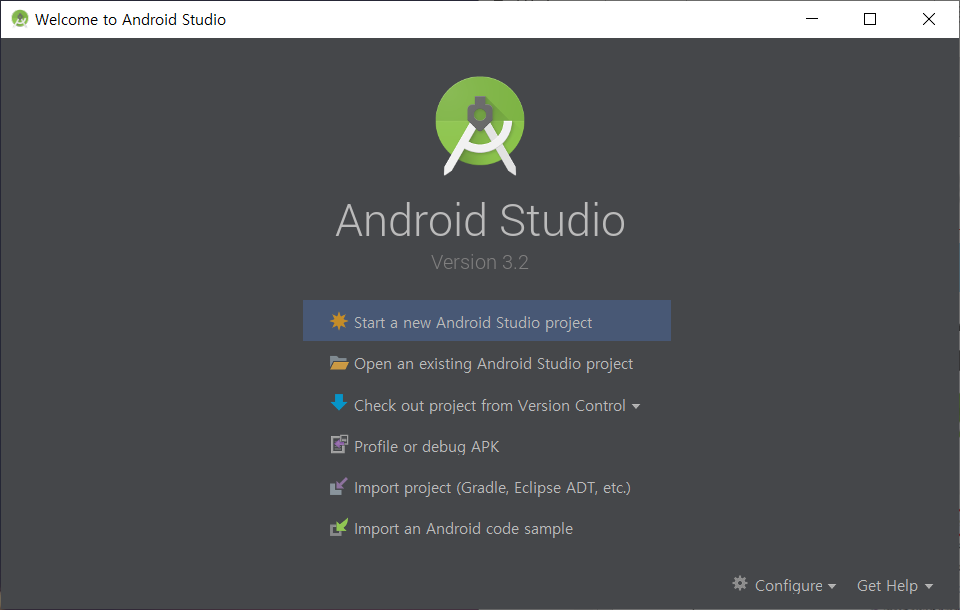 Welcome to Android Studio
Android Studio
Version 3.2
Start a new Android Studio project
Open an existing Android Studio project
Check out project from Version Control
Profile or debug APK
Import project (Gradle, Eclipse ADT, etc.)
Import an Android code sample
Configure Get Help